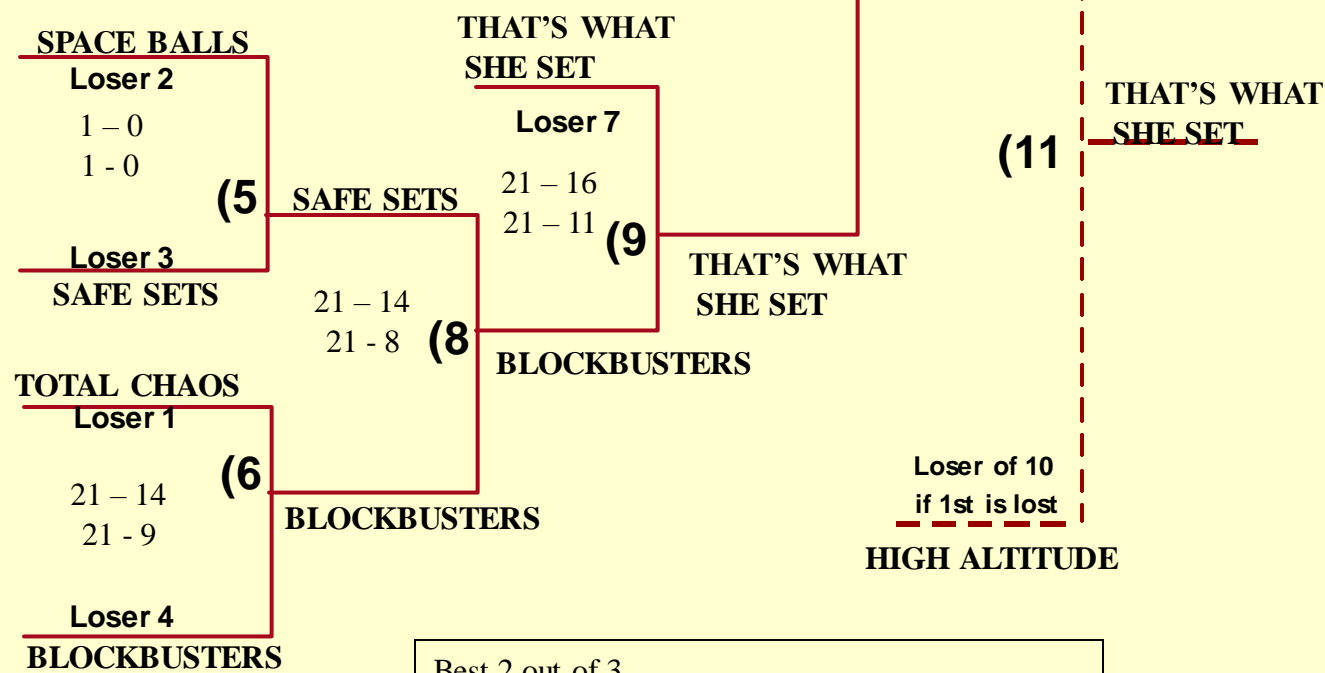 SPACE BALLS
Loser 2
1 – 0
1 - 0
(5
Loser 3
SAFE SETS
SAFE SETS
21 – 14
21 - 8
(8
TOTAL CHAOS
Loser 1
21 – 14
21 - 9
(6
Loser 4
BLOCKBUSTERS
BLOCKBUSTERS
THAT'S WHAT
SHE SET
Loser 7
21 – 16
21 – 11
(9
BLOCKBUSTERS
THAT'S WHAT
SHE SET
(11
THAT'S WHAT
SHE SET
Loser of 10
if 1st is lost
HIGH ALTITUDE
Best 2 out of 3